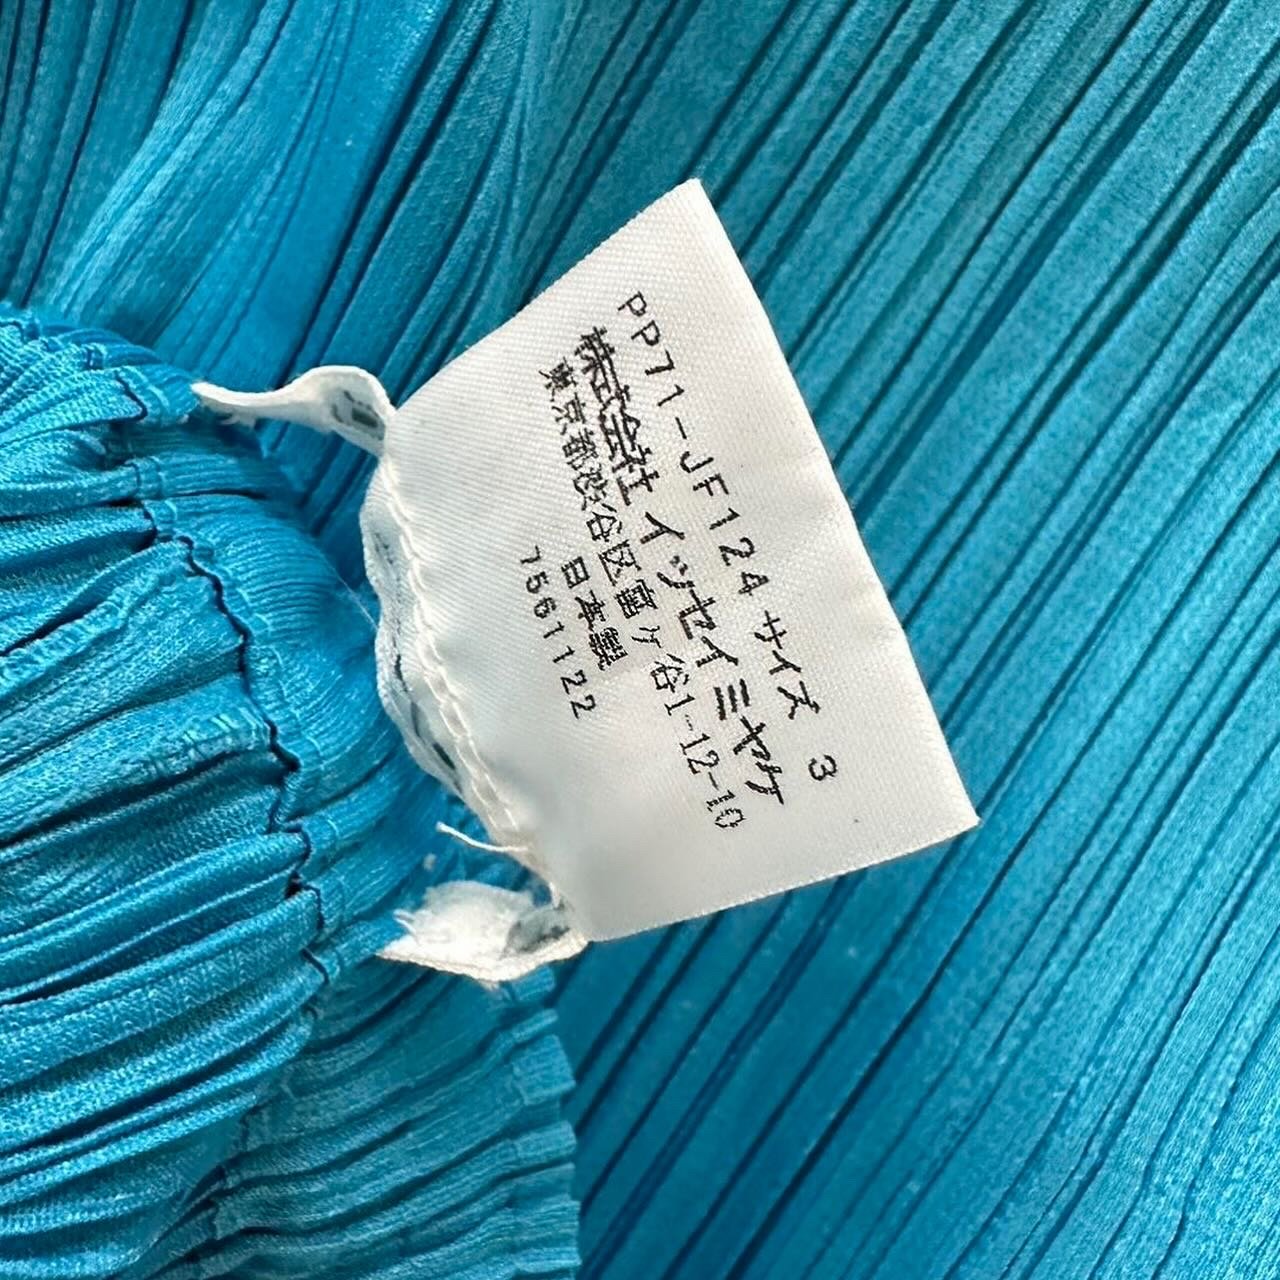 PP71-JF124 サイズ 3
株式会社 イッセイミヤケ
東京都渋谷区富ヶ谷1-12-10
日本製
7561122